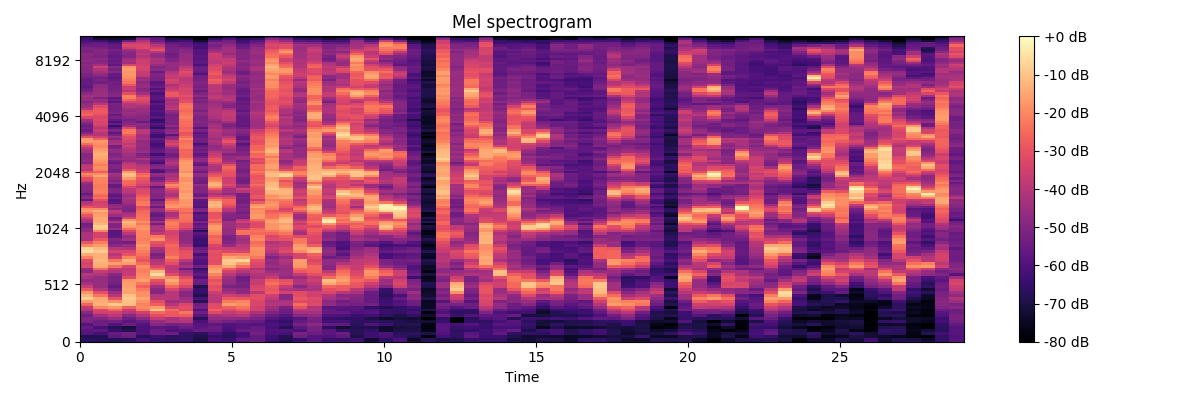 Mel spectrogram
Hz
8192
4096
2048
1024
512
0
0 5 10 15 20 25
Time
+0 dB
-10 dB
-20 dB
-30 dB
-40 dB
-50 dB
-60 dB
-70 dB
-80 dB